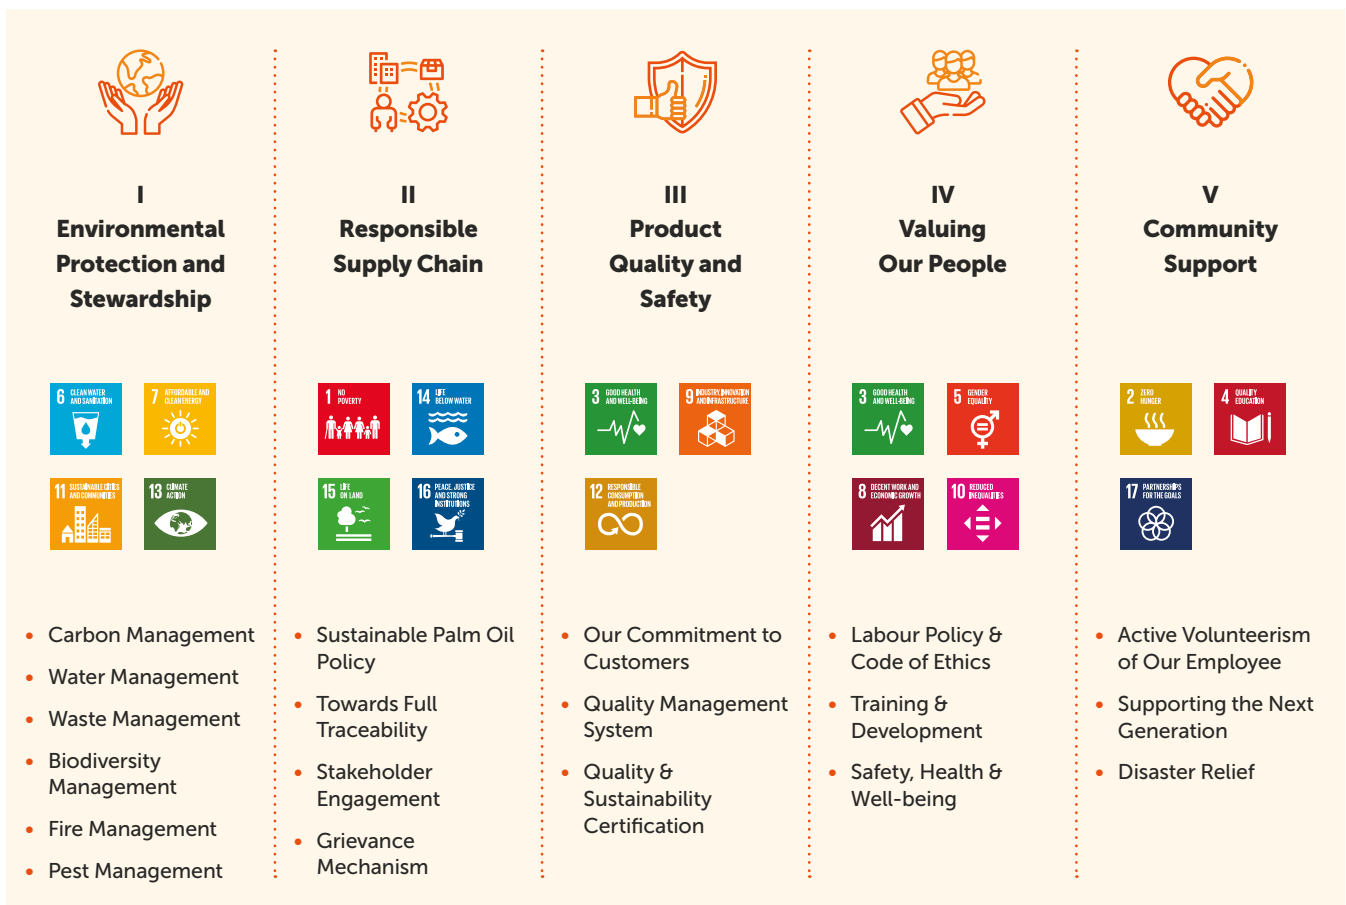 I
Environmental
Protection and
Stewardship
6 CLEAN WATER
AND SANITATION
7 AFFORDABLE AND
CLEAN ENERGY
11 SUSTAINABLE CITIES
AND COMMUNITIES
13 CLIMATE
ACTION
• Carbon Management
• Water Management
• Waste Management
• Biodiversity
Management
• Fire Management
• Pest Management
II
Responsible
Supply Chain
1 NO
POVERTY
14 LIFE
BELOW WATER
15 LIFE
ON LAND
16 PEACE, JUSTICE
AND STRONG
INSTITUTIONS
• Sustainable Palm Oil
Policy
• Towards Full
Traceability
• Stakeholder
Engagement
• Grievance
Mechanism
III
Product
Quality and
Safety
3 GOOD HEALTH
AND WELL-BEING
9 INDUSTRY, INNOVATION
AND INFRASTRUCTURE
12 RESPONSIBLE
CONSUMPTION
AND PRODUCTION
• Our Commitment to
Customers
• Quality Management
System
• Quality &
Sustainability
Certification
IV
Valuing
Our People
3 GOOD HEALTH
AND WELL-BEING
5 GENDER
EQUALITY
8 DECENT WORK AND
ECONOMIC GROWTH
10 REDUCED
INEQUALITIES
• Labour Policy &
Code of Ethics
• Training &
Development
• Safety, Health &
Well-being
V
Community
Support
2 ZERO
HUNGER
4 QUALITY
EDUCATION
17 PARTNERSHIPS
FOR THE GOALS
• Active Volunteerism
of Our Employee
• Supporting the Next
Generation
• Disaster Relief